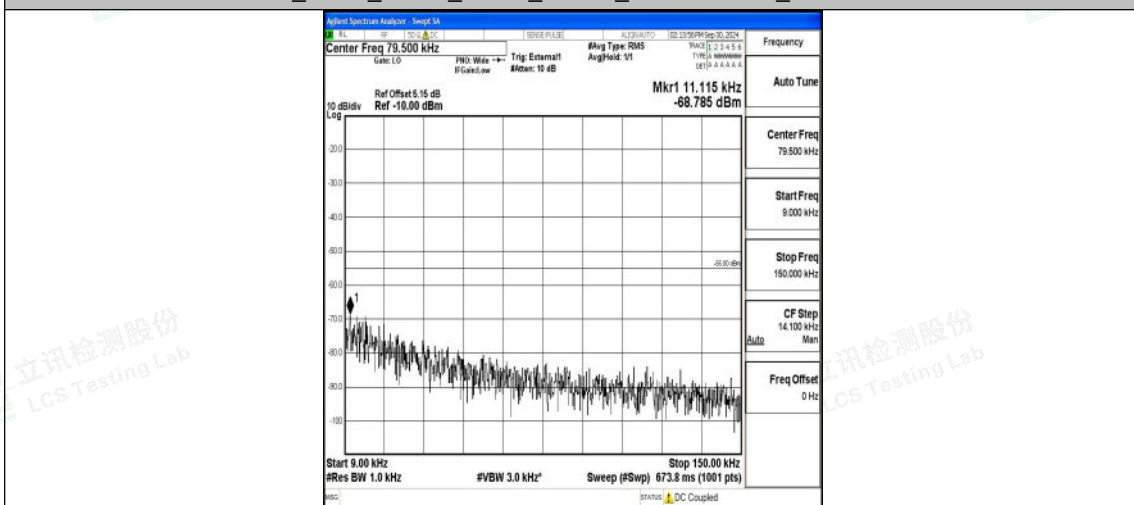 Agilent Spectrum Analyzer - Swept SA
RL RF 50 Ω DC SENSE:PULSE ALIGNAUTO 02:13:56PM Sep 30, 2024
Center Freq 79.500 kHz
Gate: LO
PNO: Wide
IFGain:Low
Trig: External1
#Atten: 10 dB
#Avg Type: RMS
Avg|Hold: 1/1
TRACE 1 2 3 4 5 6
TYPE A
DET A A A A A A
Frequency
Auto Tune
Mkr1 11.115 kHz
-68.785 dBm
Ref Offset 6.15 dB
10 dB/div Ref -10.00 dBm
Log
-20.0
-30.0
-40.0
-50.0
-60.0
-70.0
-80.0
-90.0
-100
1
Center Freq
79.500 kHz
Start Freq
9.000 kHz
Stop Freq
150.000 kHz
CF Step
14.100 kHz
Auto Man
Freq Offset
0 Hz
Start 9.00 kHz Stop 150.00 kHz
#Res BW 1.0 kHz #VBW 3.0 kHz* Sweep (#Swp) 673.8 ms (1001 pts)
MSG STATUS DC Coupled
立讯检测股份
LCS Testing Lab
立讯检测股份
LCS Testing Lab